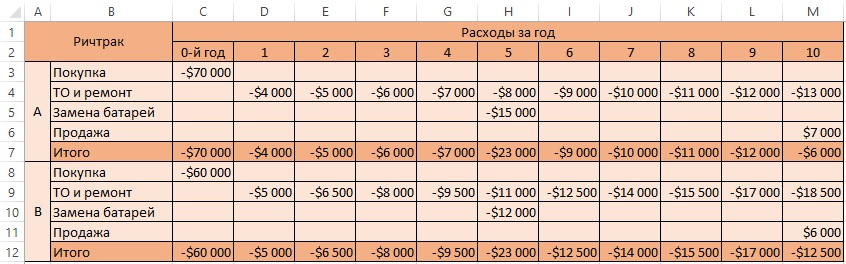 A B C D E F G H I J K L M
1 Ричтрак Расходы за год
2 0-й год 1 2 3 4 5 6 7 8 9 10
3 А Покупка -$70 000
4 ТО и ремонт -$4 000 -$5 000 -$6 000 -$7 000 -$8 000 -$9 000 -$10 000 -$11 000 -$12 000 -$13 000
5 Замена батарей -$15 000
6 Продажа $7 000
7 Итого -$70 000 -$4 000 -$5 000 -$6 000 -$7 000 -$23 000 -$9 000 -$10 000 -$11 000 -$12 000 -$6 000
8 В Покупка -$60 000
9 ТО и ремонт -$5 000 -$6 500 -$8 000 -$9 500 -$11 000 -$12 500 -$14 000 -$15 500 -$17 000 -$18 500
10 Замена батарей -$12 000
11 Продажа $6 000
12 Итого -$60 000 -$5 000 -$6 500 -$8 000 -$9 500 -$23 000 -$12 500 -$14 000 -$15 500 -$17 000 -$12 500